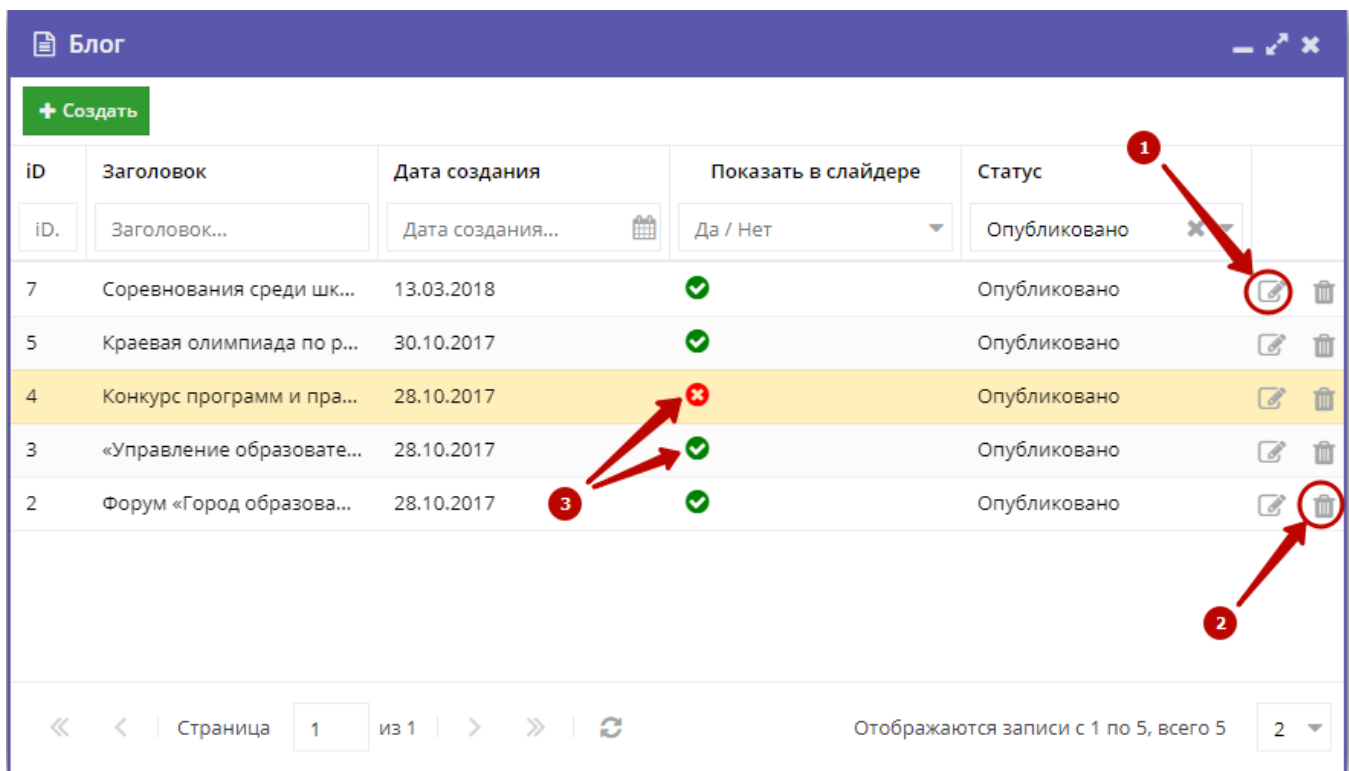 Блог
Создать
iD Заголовок Дата создания Показать в слайдере Статус
iD. Заголовок... Дата создания... Да / Нет Опубликовано
1
7 Соревнования среди шк... 13.03.2018 Опубликовано
5 Краевая олимпиада по р... 30.10.2017 Опубликовано
4 Конкурс программ и пра... 28.10.2017 Опубликовано
3 «Управление образовате... 28.10.2017 Опубликовано
3
2 Форум «Город образова... 28.10.2017 Опубликовано
2
Страница 1 из 1 Отображаются записи с 1 по 5, всего 5 2